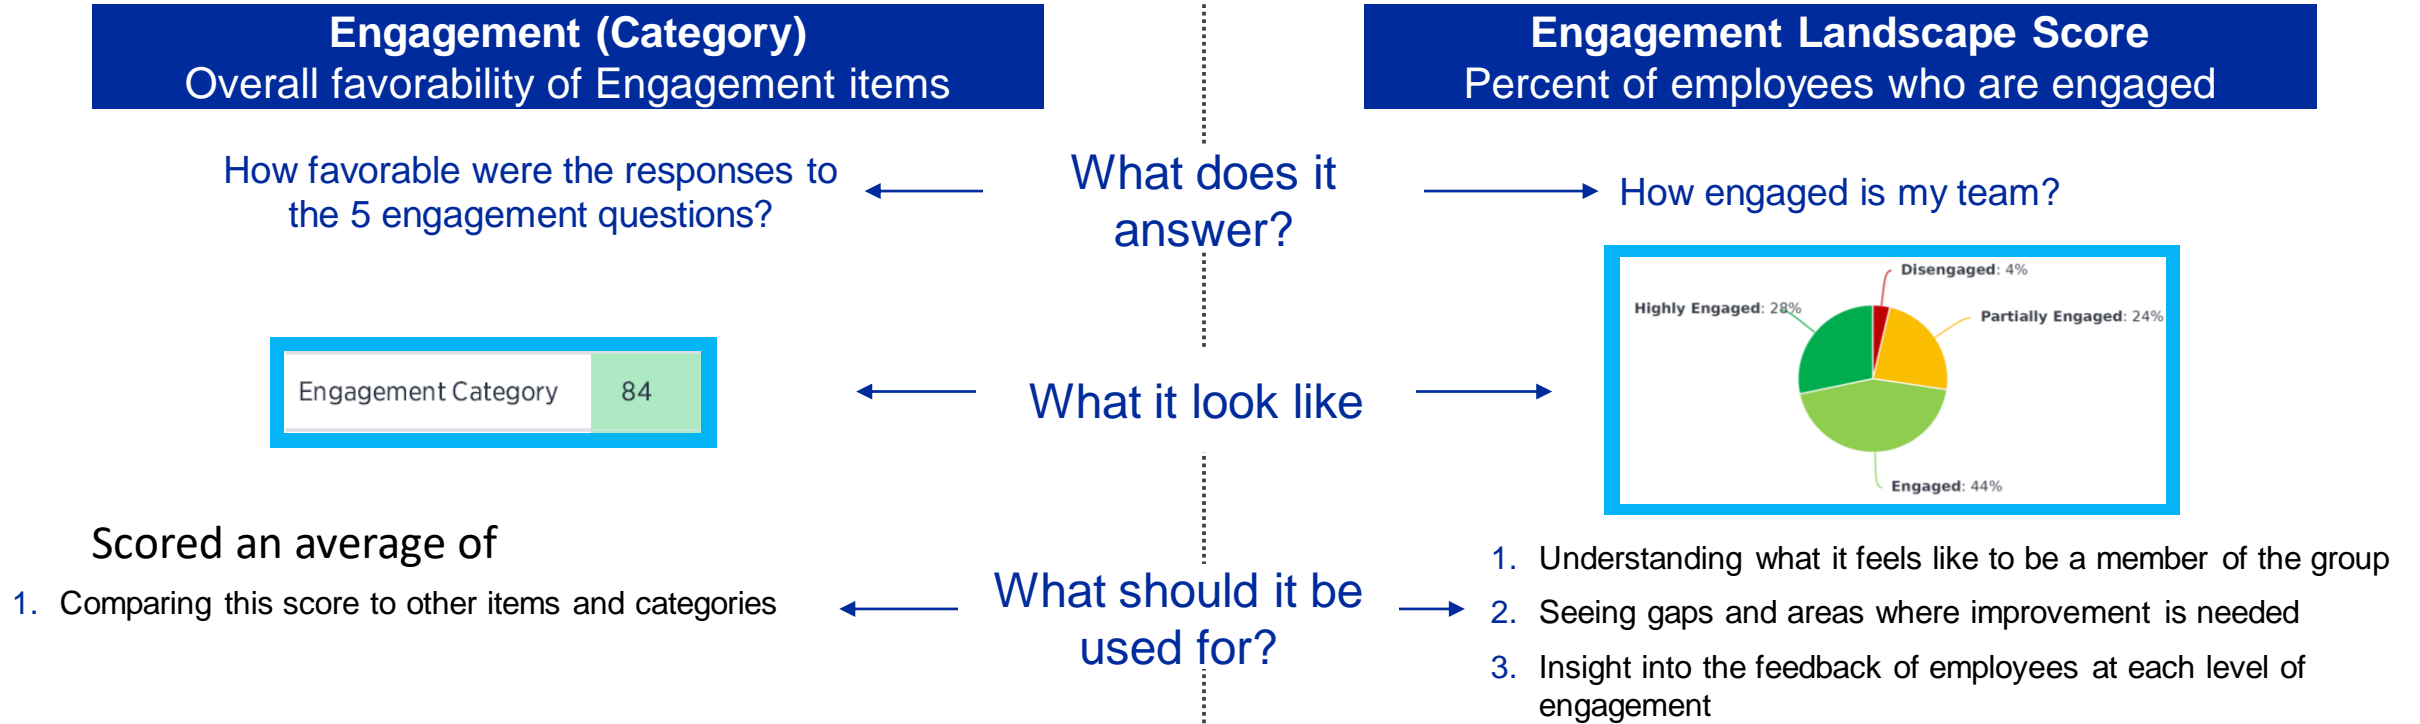 Engagement (Category)
Overall favorability of Engagement items
Engagement Landscape Score
Percent of employees who are engaged
How favorable were the responses to
the 5 engagement questions?
What does it
answer?
How engaged is my team?
Engagement Category 84
What it look like
Disengaged: 4%
Highly Engaged: 28%
Partially Engaged: 24%
Engaged: 44%
Scored an average of
1. Comparing this score to other items and categories
What should it be
used for?
1. Understanding what it feels like to be a member of the group
2. Seeing gaps and areas where improvement is needed
3. Insight into the feedback of employees at each level of
engagement